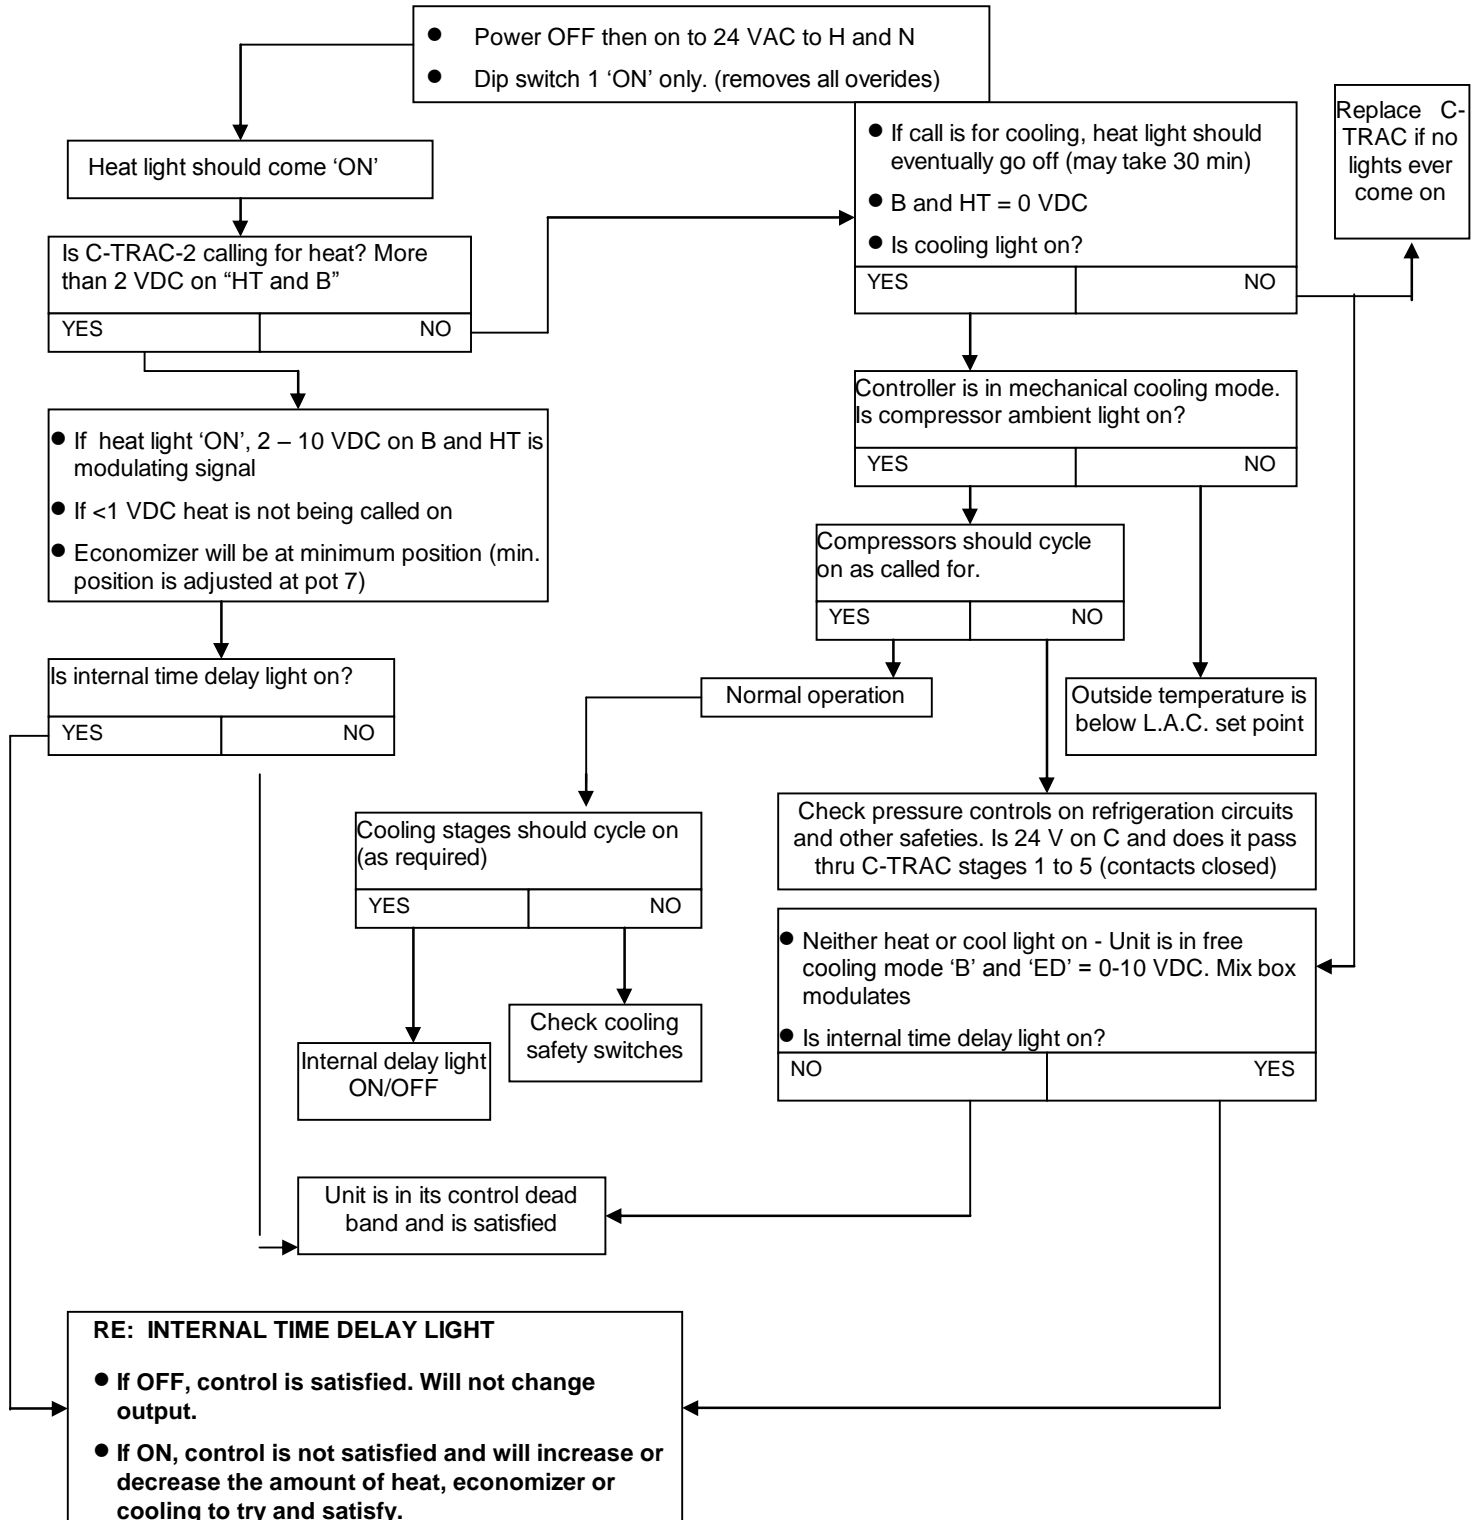 ● Power OFF then on to 24 VAC to H and N
● Dip switch 1 ‘ON’ only. (removes all overides)
Heat light should come ‘ON’
Is C-TRAC-2 calling for heat? More
than 2 VDC on “HT and B”
YES NO
● If call is for cooling, heat light should
eventually go off (may take 30 min)
● B and HT = 0 VDC
● Is cooling light on?
YES NO
Replace C-
TRAC if no
lights ever
come on
● If heat light ‘ON’, 2 – 10 VDC on B and HT is
modulating signal
● If <1 VDC heat is not being called on
● Economizer will be at minimum position (min.
position is adjusted at pot 7)
Controller is in mechanical cooling mode.
Is compressor ambient light on?
YES NO
Compressors should cycle
on as called for.
YES NO
Is internal time delay light on?
YES NO
Normal operation
Outside temperature is
below L.A.C. set point
Cooling stages should cycle on
(as required)
YES NO
Check pressure controls on refrigeration circuits
and other safeties. Is 24 V on C and does it pass
thru C-TRAC stages 1 to 5 (contacts closed)
● Neither heat or cool light on - Unit is in free
cooling mode ‘B’ and ‘ED’ = 0-10 VDC. Mix box
modulates
● Is internal time delay light on?
NO YES
Internal delay light
ON/OFF
Check cooling
safety switches
Unit is in its control dead
band and is satisfied
RE: INTERNAL TIME DELAY LIGHT
● If OFF, control is satisfied. Will not change
output.
● If ON, control is not satisfied and will increase or
decrease the amount of heat, economizer or
cooling to try and satisfy.